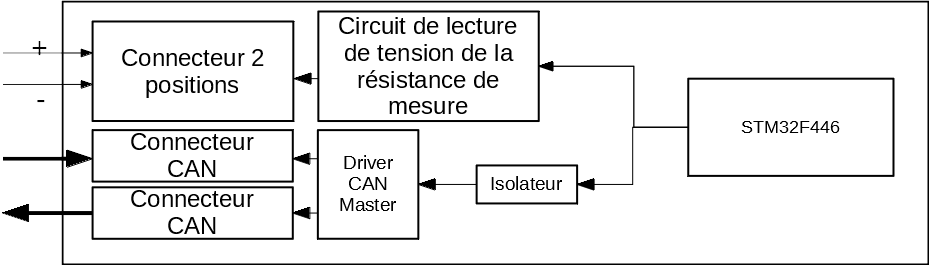 +
-
Connecteur 2
positions
Circuit de lecture
de tension de la
résistance de
mesure
STM32F446
Connecteur
CAN
Connecteur
CAN
Driver
CAN
Master
Isolateur